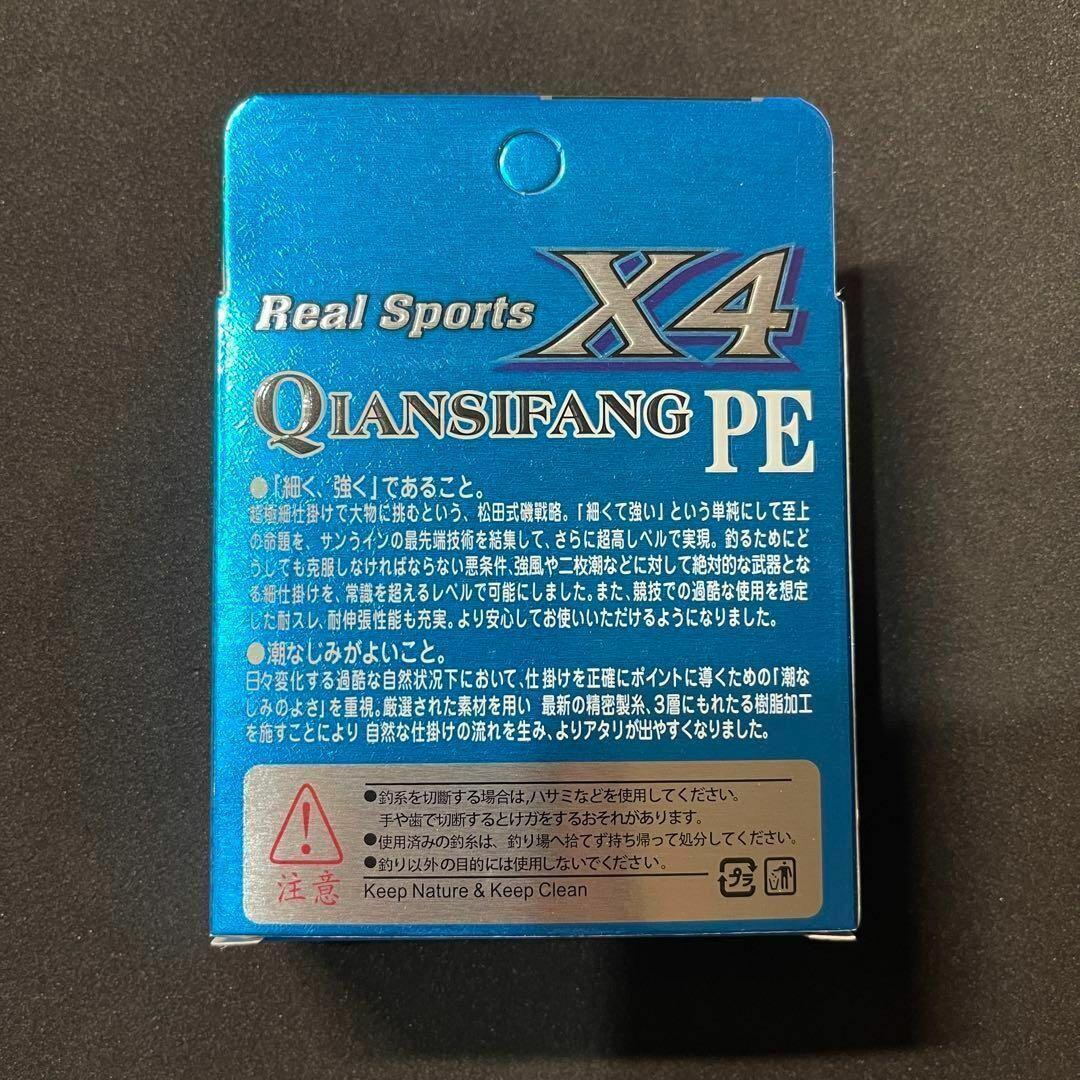 Real Sports X4
QIANSIFANG PE
●「細く、強く」であること。
超極細仕掛けで大物に挑むという、松田式磯戦略。「細くて強い」という単純にして至上
の命題を、サンうインの最先端技術を結集して、さらに超高しベルで実現。釣るためにど
うしても克服しなければならない悪条件、強風や二枚潮などに対して絶対的な武器とな
る細仕掛けを、常識を超えるレベルで可能にしました。また、競技での過酷な使用を想定
した耐スレ、耐伸張性能も充実。より安心してお使いいただけるようになりました。
●潮なじみがよいこと。
日々変化する過酷な自然状況下において、仕掛けを正確にポイントに導くための「潮な
じみのよさ」を重視。厳選された素材を用い 最新の精密製糸、3層にもれたる樹脂加工
を施すことにより 自然な仕掛けの流れを生み、よりアタリが出やすくなりました。
注意
●釣糸を切斷する場合は,ハサミなどを使用してください。
手や歯で切断するとけガをするおそれがあります。
●使用済みの釣糸は、釣り場へ拾てず持ち帰って処分してください。
●釣り以外の目的には使用しないでください。
Keep Nature & Keep Clean
プラ